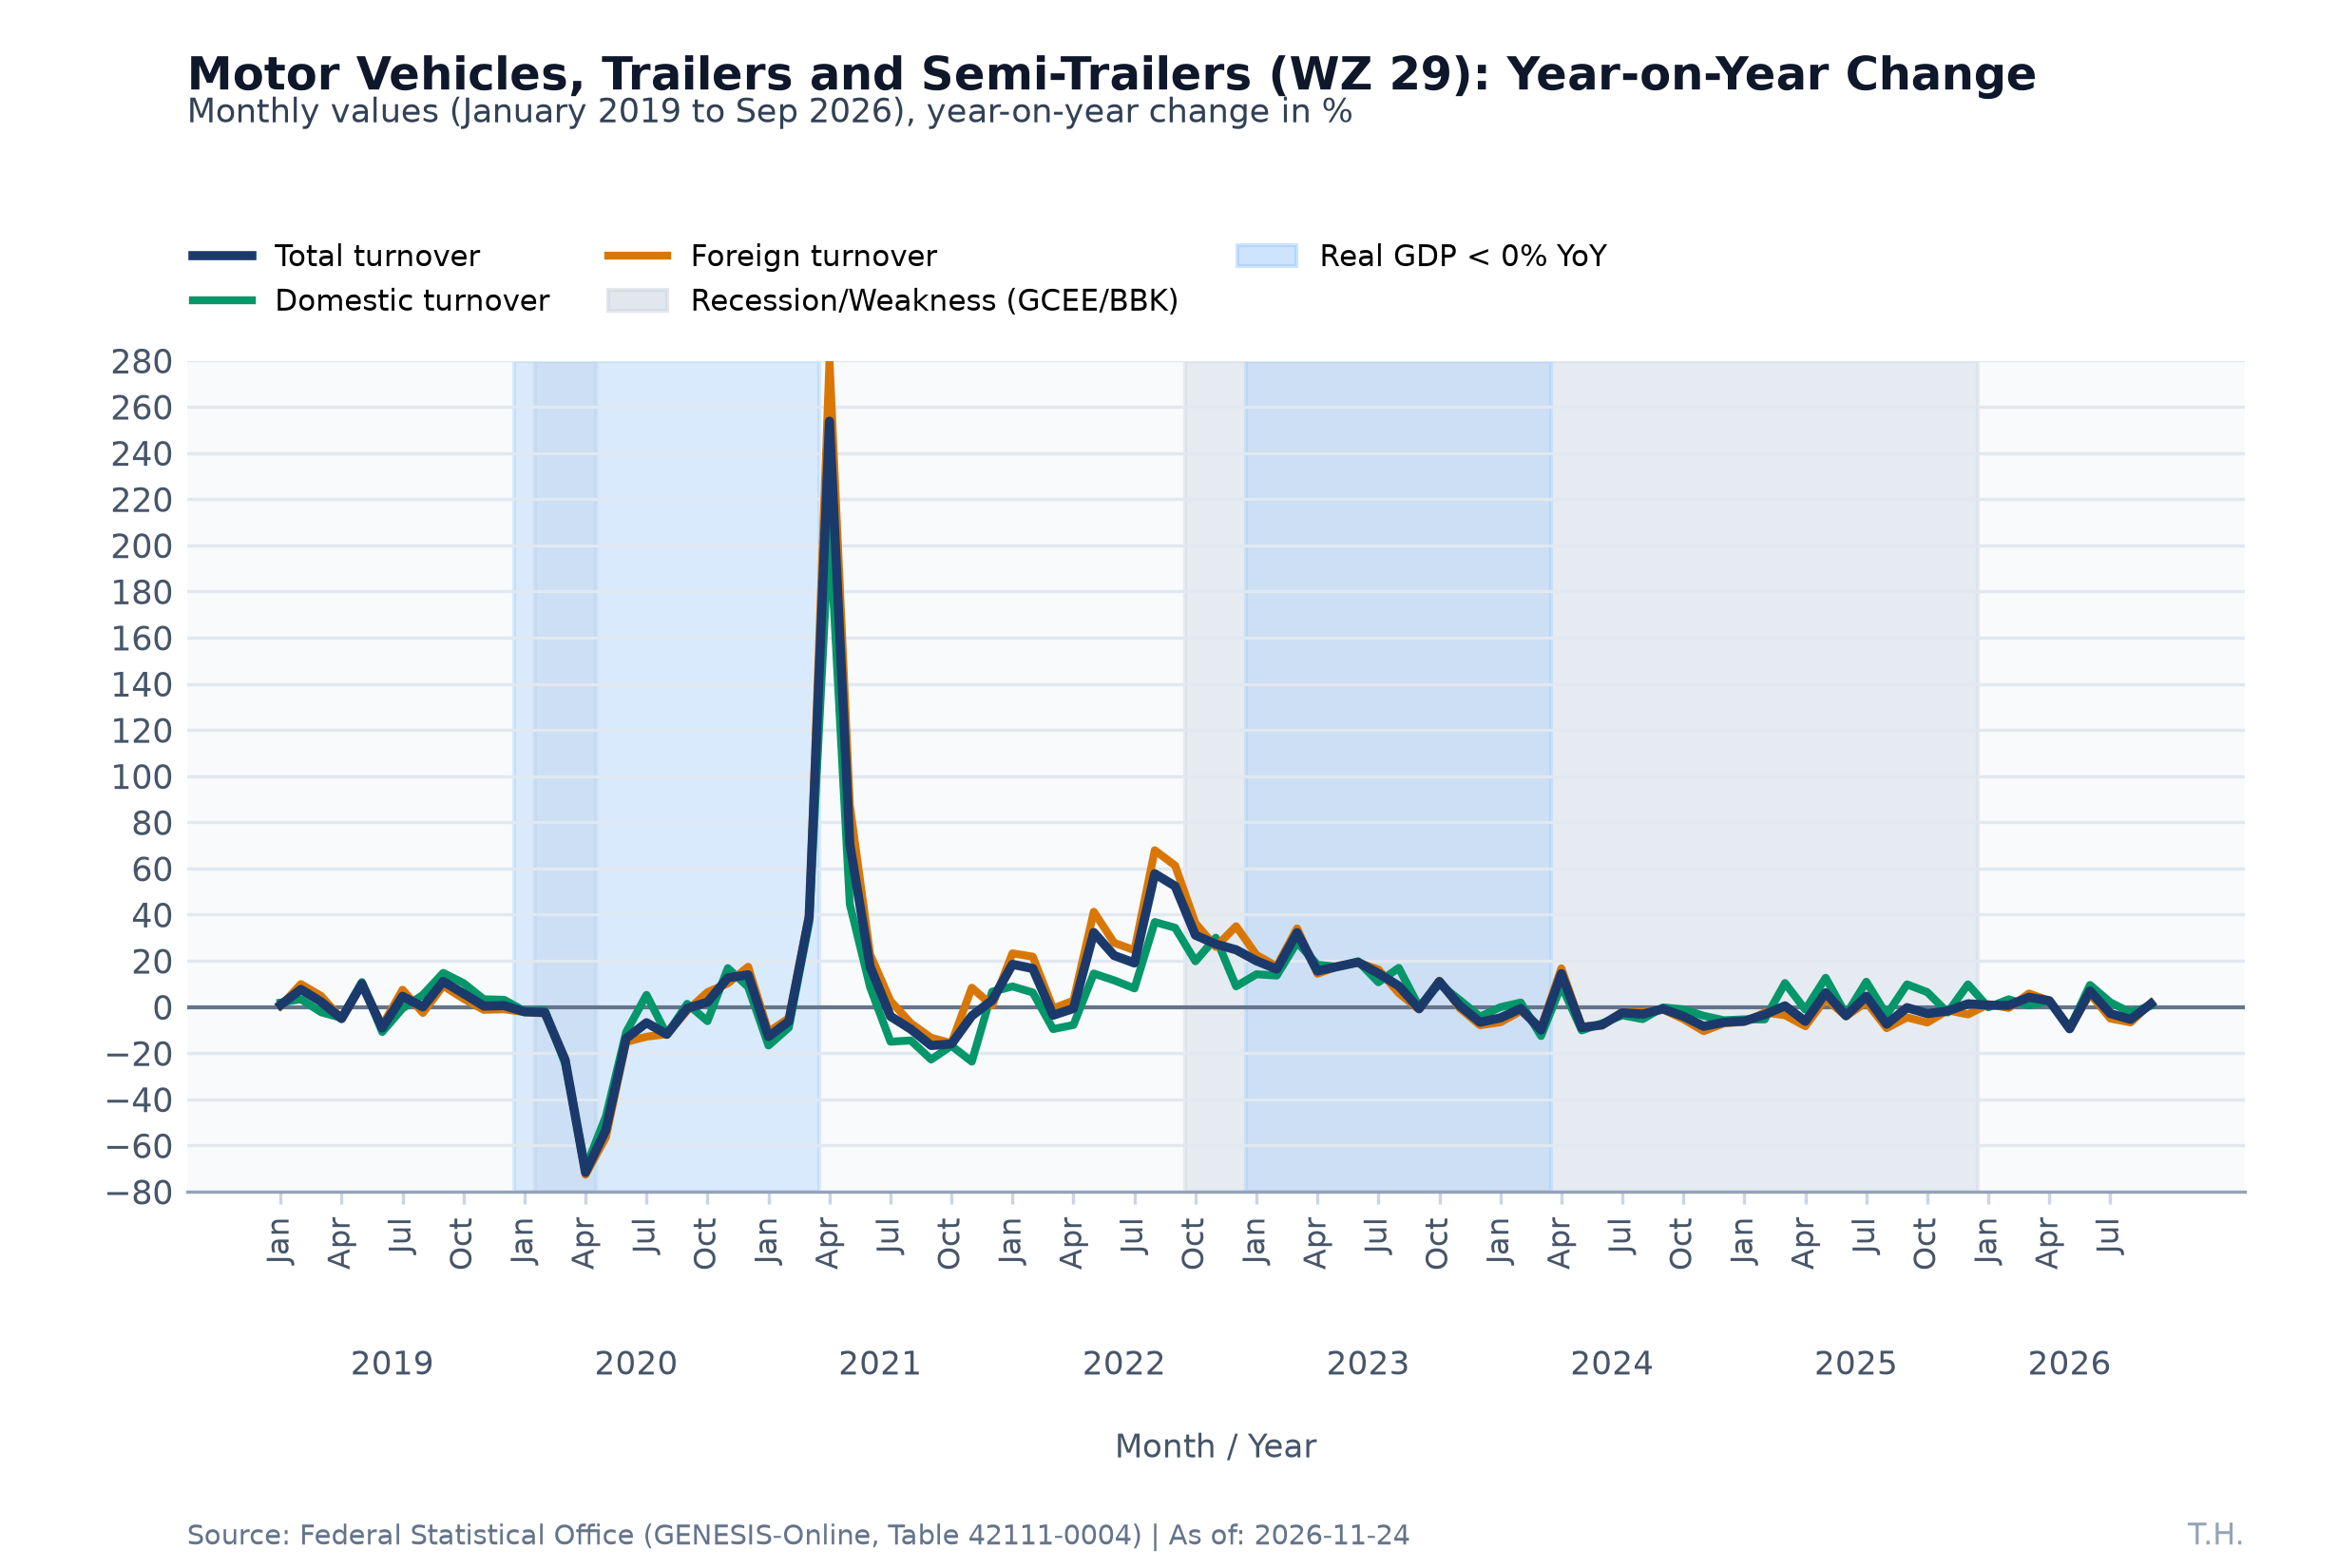 Motor Vehicles, Trailers and Semi-Trailers (WZ 29): Year-on-Year Change
Monthly values (January 2019 to Sep 2026), year-on-year change in %
Total turnover
Foreign turnover
Real GDP < 0% YoY
Domestic turnover
Recession/Weakness (GCEE/BBK)
280
260
240
220
200
180
160
140
120
100
80
60
40
20
0
−20
−40
−60
−80
Jan Apr Jul Oct Jan Apr Jul Oct Jan Apr Jul Oct Jan Apr Jul Oct Jan Apr Jul Oct Jan Apr Jul Oct Jan Apr Jul Oct Jan Apr Jul
2019 2020 2021 2022 2023 2024 2025 2026
Month / Year
Source: Federal Statistical Office (GENESIS-Online, Table 42111-0004) | As of: 2026-11-24
T.H.